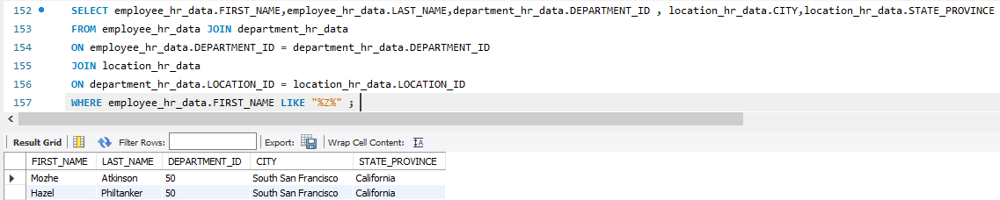 152 SELECT employee_hr_data.FIRST_NAME,employee_hr_data.LAST_NAME,department_hr_data.DEPARTMENT_ID , location_hr_data.CITY,location_hr_data.STATE_PROVINCE
153 FROM employee_hr_data JOIN department_hr_data
154 ON employee_hr_data.DEPARTMENT_ID = department_hr_data.DEPARTMENT_ID
155 JOIN location_hr_data
156 ON department_hr_data.LOCATION_ID = location_hr_data.LOCATION_ID
157 WHERE employee_hr_data.FIRST_NAME LIKE "%Z%" ;
Result Grid Filter Rows: Export: Wrap Cell Content:
FIRST_NAME LAST_NAME DEPARTMENT_ID CITY STATE_PROVINCE
Mozhe Atkinson 50 South San Francisco California
Hazel Philtanker 50 South San Francisco California